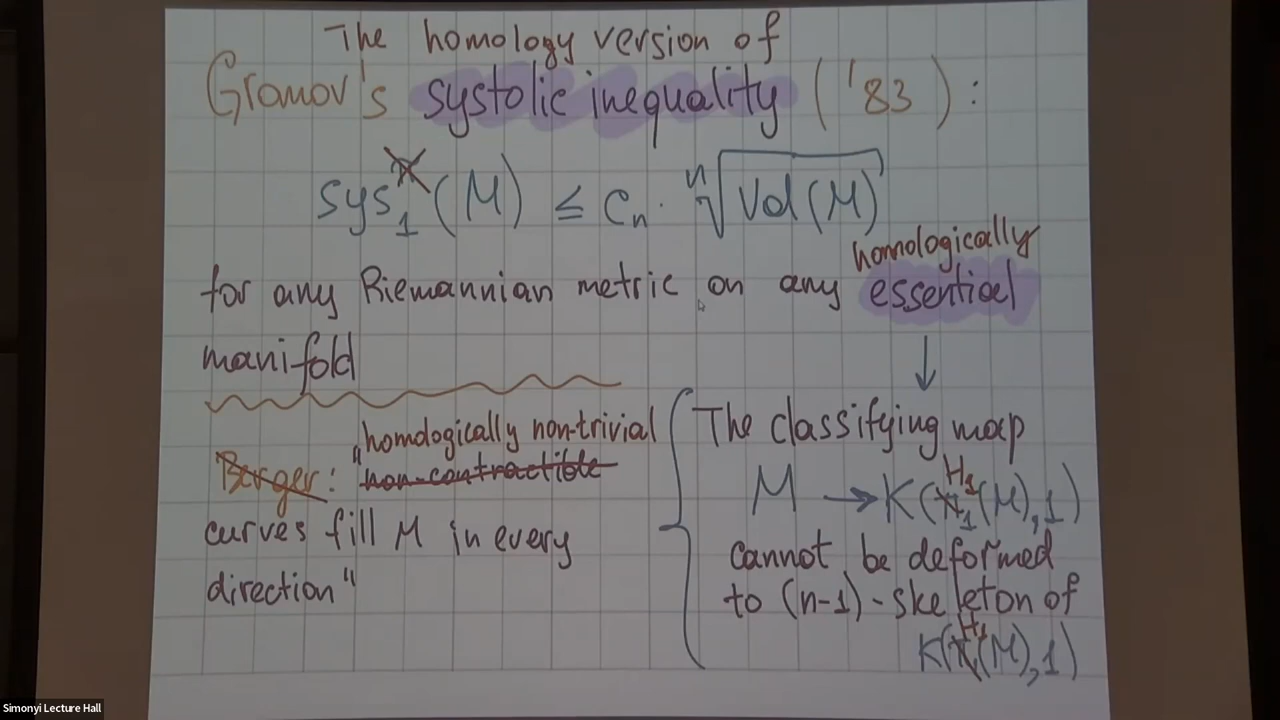 The homology version of
Gromov's systolic inequality ('83):
sys₁(M) ≤ cₙ · ⁿ√Vol(M)
homologically
for any Riemannian metric on any essential
manifold
"homologically non-trivial
Berger: non-contractible
curves fill M in every
direction"
The classifying map
M → K(H₁(M),1)
cannot be deformed
to (n-1)-skeleton of
K(H₁(M),1)
Simonyi Lecture Hall